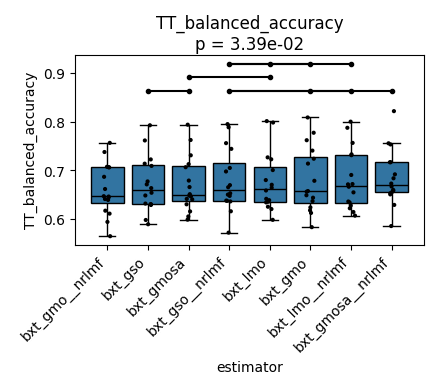 TT_balanced_accuracy
p = 3.39e-02
TT_balanced_accuracy
0.9
0.8
0.7
0.6
bxt_gmo__nrlmf
bxt_gso
bxt_gmosa
bxt_gso__nrlmf
bxt_lmo
bxt_gmo
bxt_lmo__nrlmf
bxt_gmosa__nrlmf
estimator